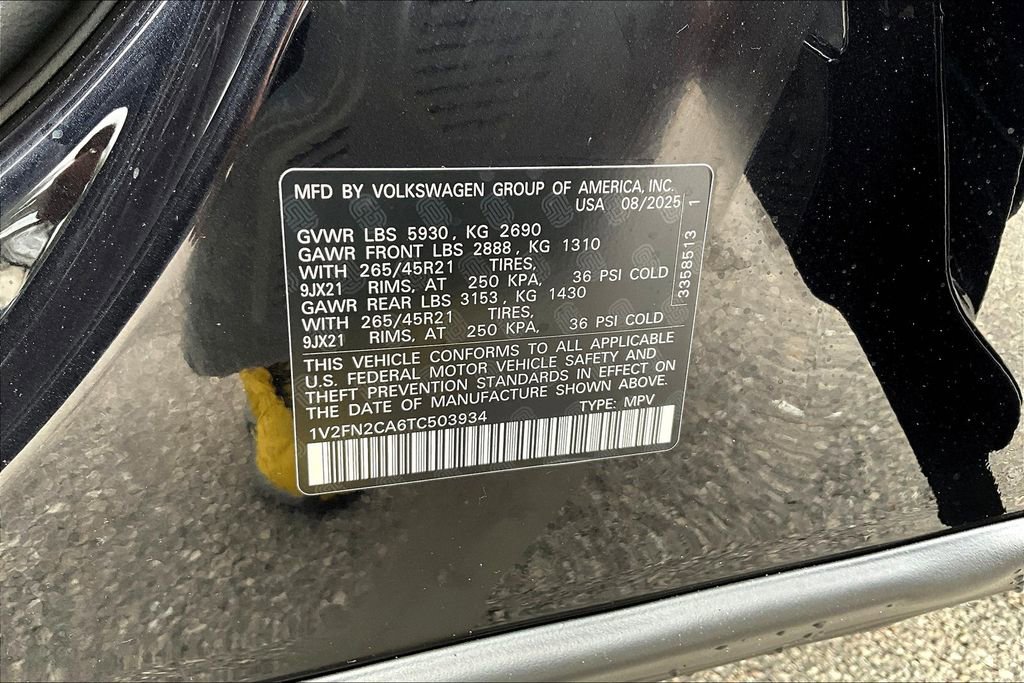 MFD BY VOLKSWAGEN GROUP OF AMERICA, INC.
USA 08/2025
GVWR LBS 5930, KG 2690
GAWR FRONT LBS 2888, KG 1310
WITH 265/45R21 TIRES,
9JX21 RIMS, AT 250 KPA, 36 PSI COLD
GAWR REAR LBS 3153, KG 1430
WITH 265/45R21 TIRES,
9JX21 RIMS, AT 250 KPA, 36 PSI COLD
THIS VEHICLE CONFORMS TO ALL APPLICABLE
U.S. FEDERAL MOTOR VEHICLE SAFETY AND
THEFT PREVENTION STANDARDS IN EFFECT ON
THE DATE OF MANUFACTURE SHOWN ABOVE.
1V2FN2CA6TC503934 TYPE: MPV
3358513 1